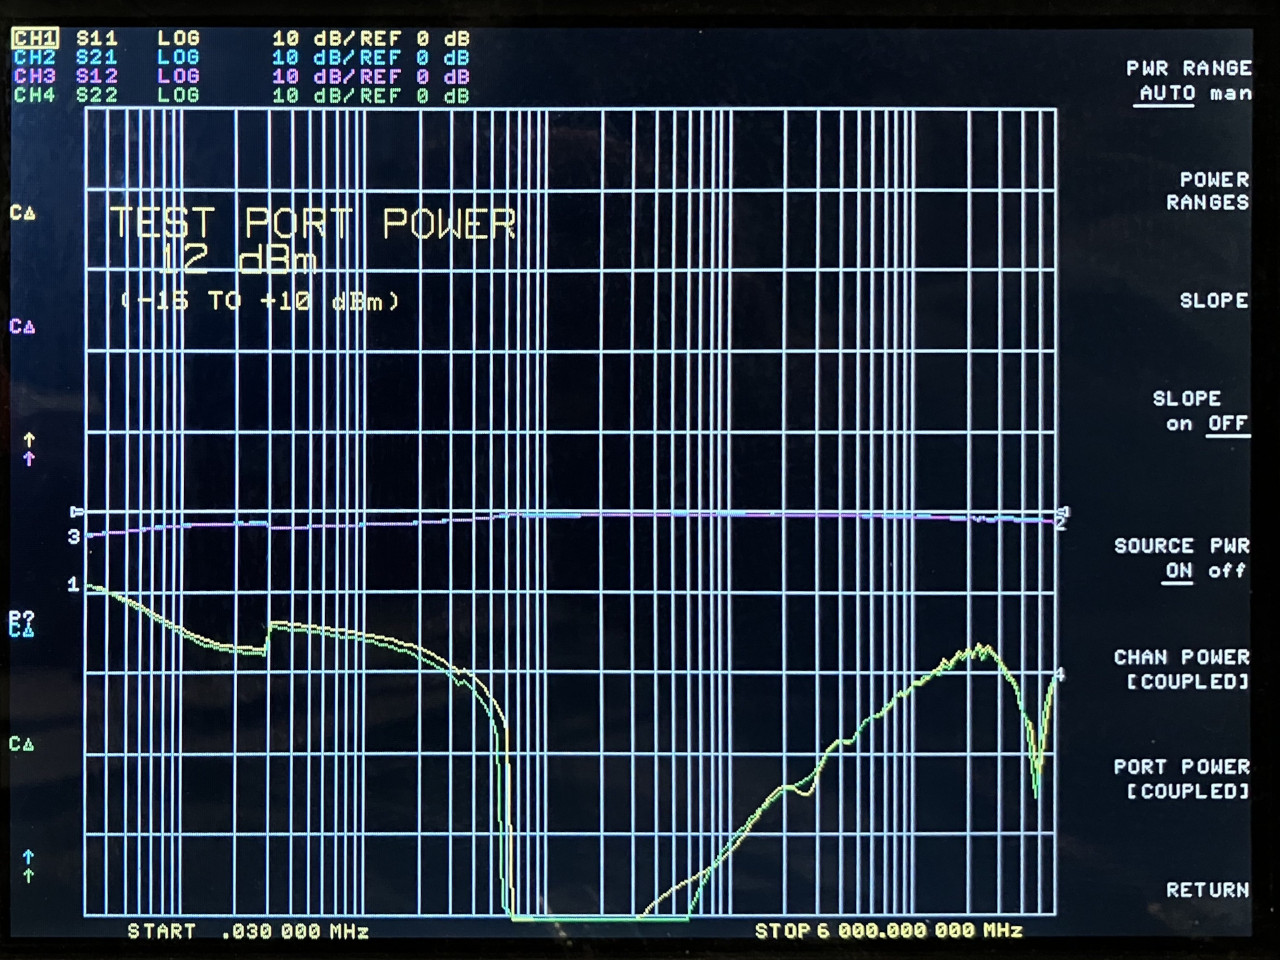 CH1 S11 LOG 10 dB/REF 0 dB
CH2 S21 LOG 10 dB/REF 0 dB
CH3 S12 LOG 10 dB/REF 0 dB
CH4 S22 LOG 10 dB/REF 0 dB
PWR RANGE
AUTO man
POWER
RANGES
SLOPE
SLOPE
on OFF
SOURCE PWR
ON off
CHAN POWER
[COUPLED]
PORT POWER
[COUPLED]
RETURN
TEST PORT POWER
12 dBm
(-15 TO +10 dBm)
CΔ
CΔ
↑
↑
P?
CΔ
CΔ
↑
↑
3
1
2
4
START .030 000 MHz
STOP 6 000.000 000 MHz